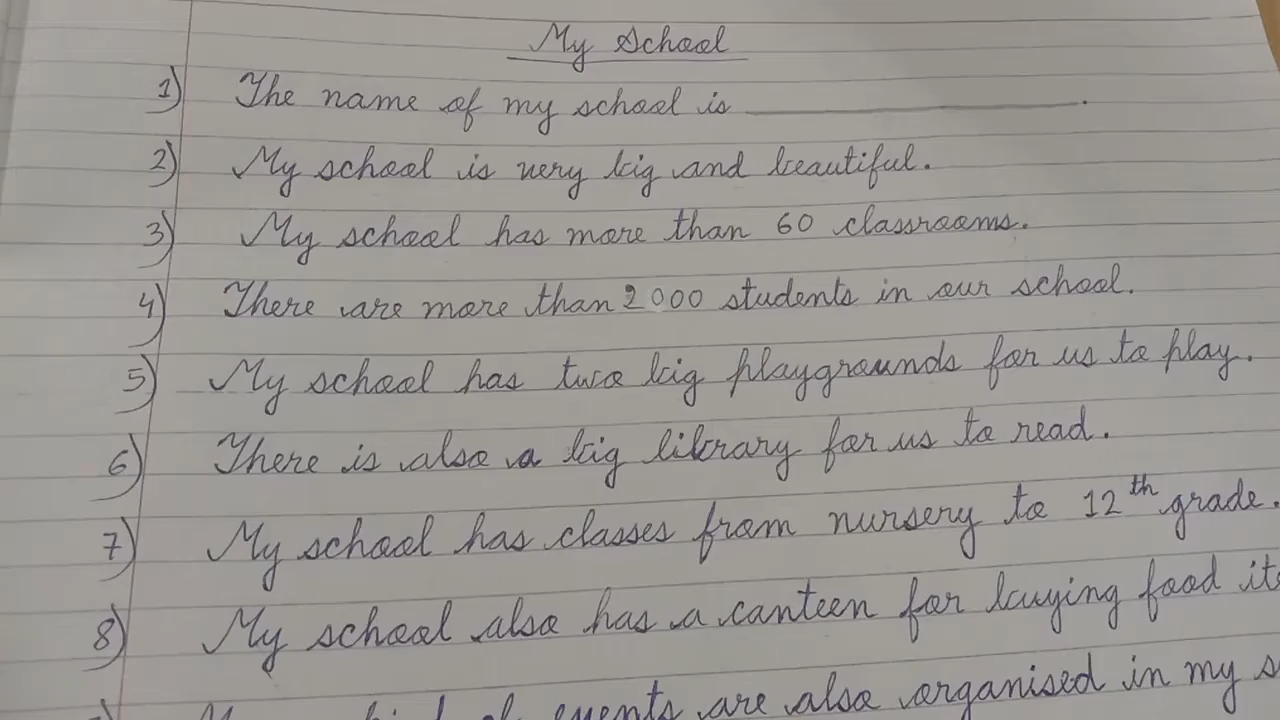 My School
1) The name of my school is ____________.
2) My school is very big and beautiful.
3) My school has more than 60 classrooms.
4) There are more than 2000 students in our school.
5) My school has two big playgrounds for us to play.
6) There is also a big library for us to read.
7) My school has classes from nursery to 12th grade.
8) My school also has a canteen for buying food
events are also organised in my